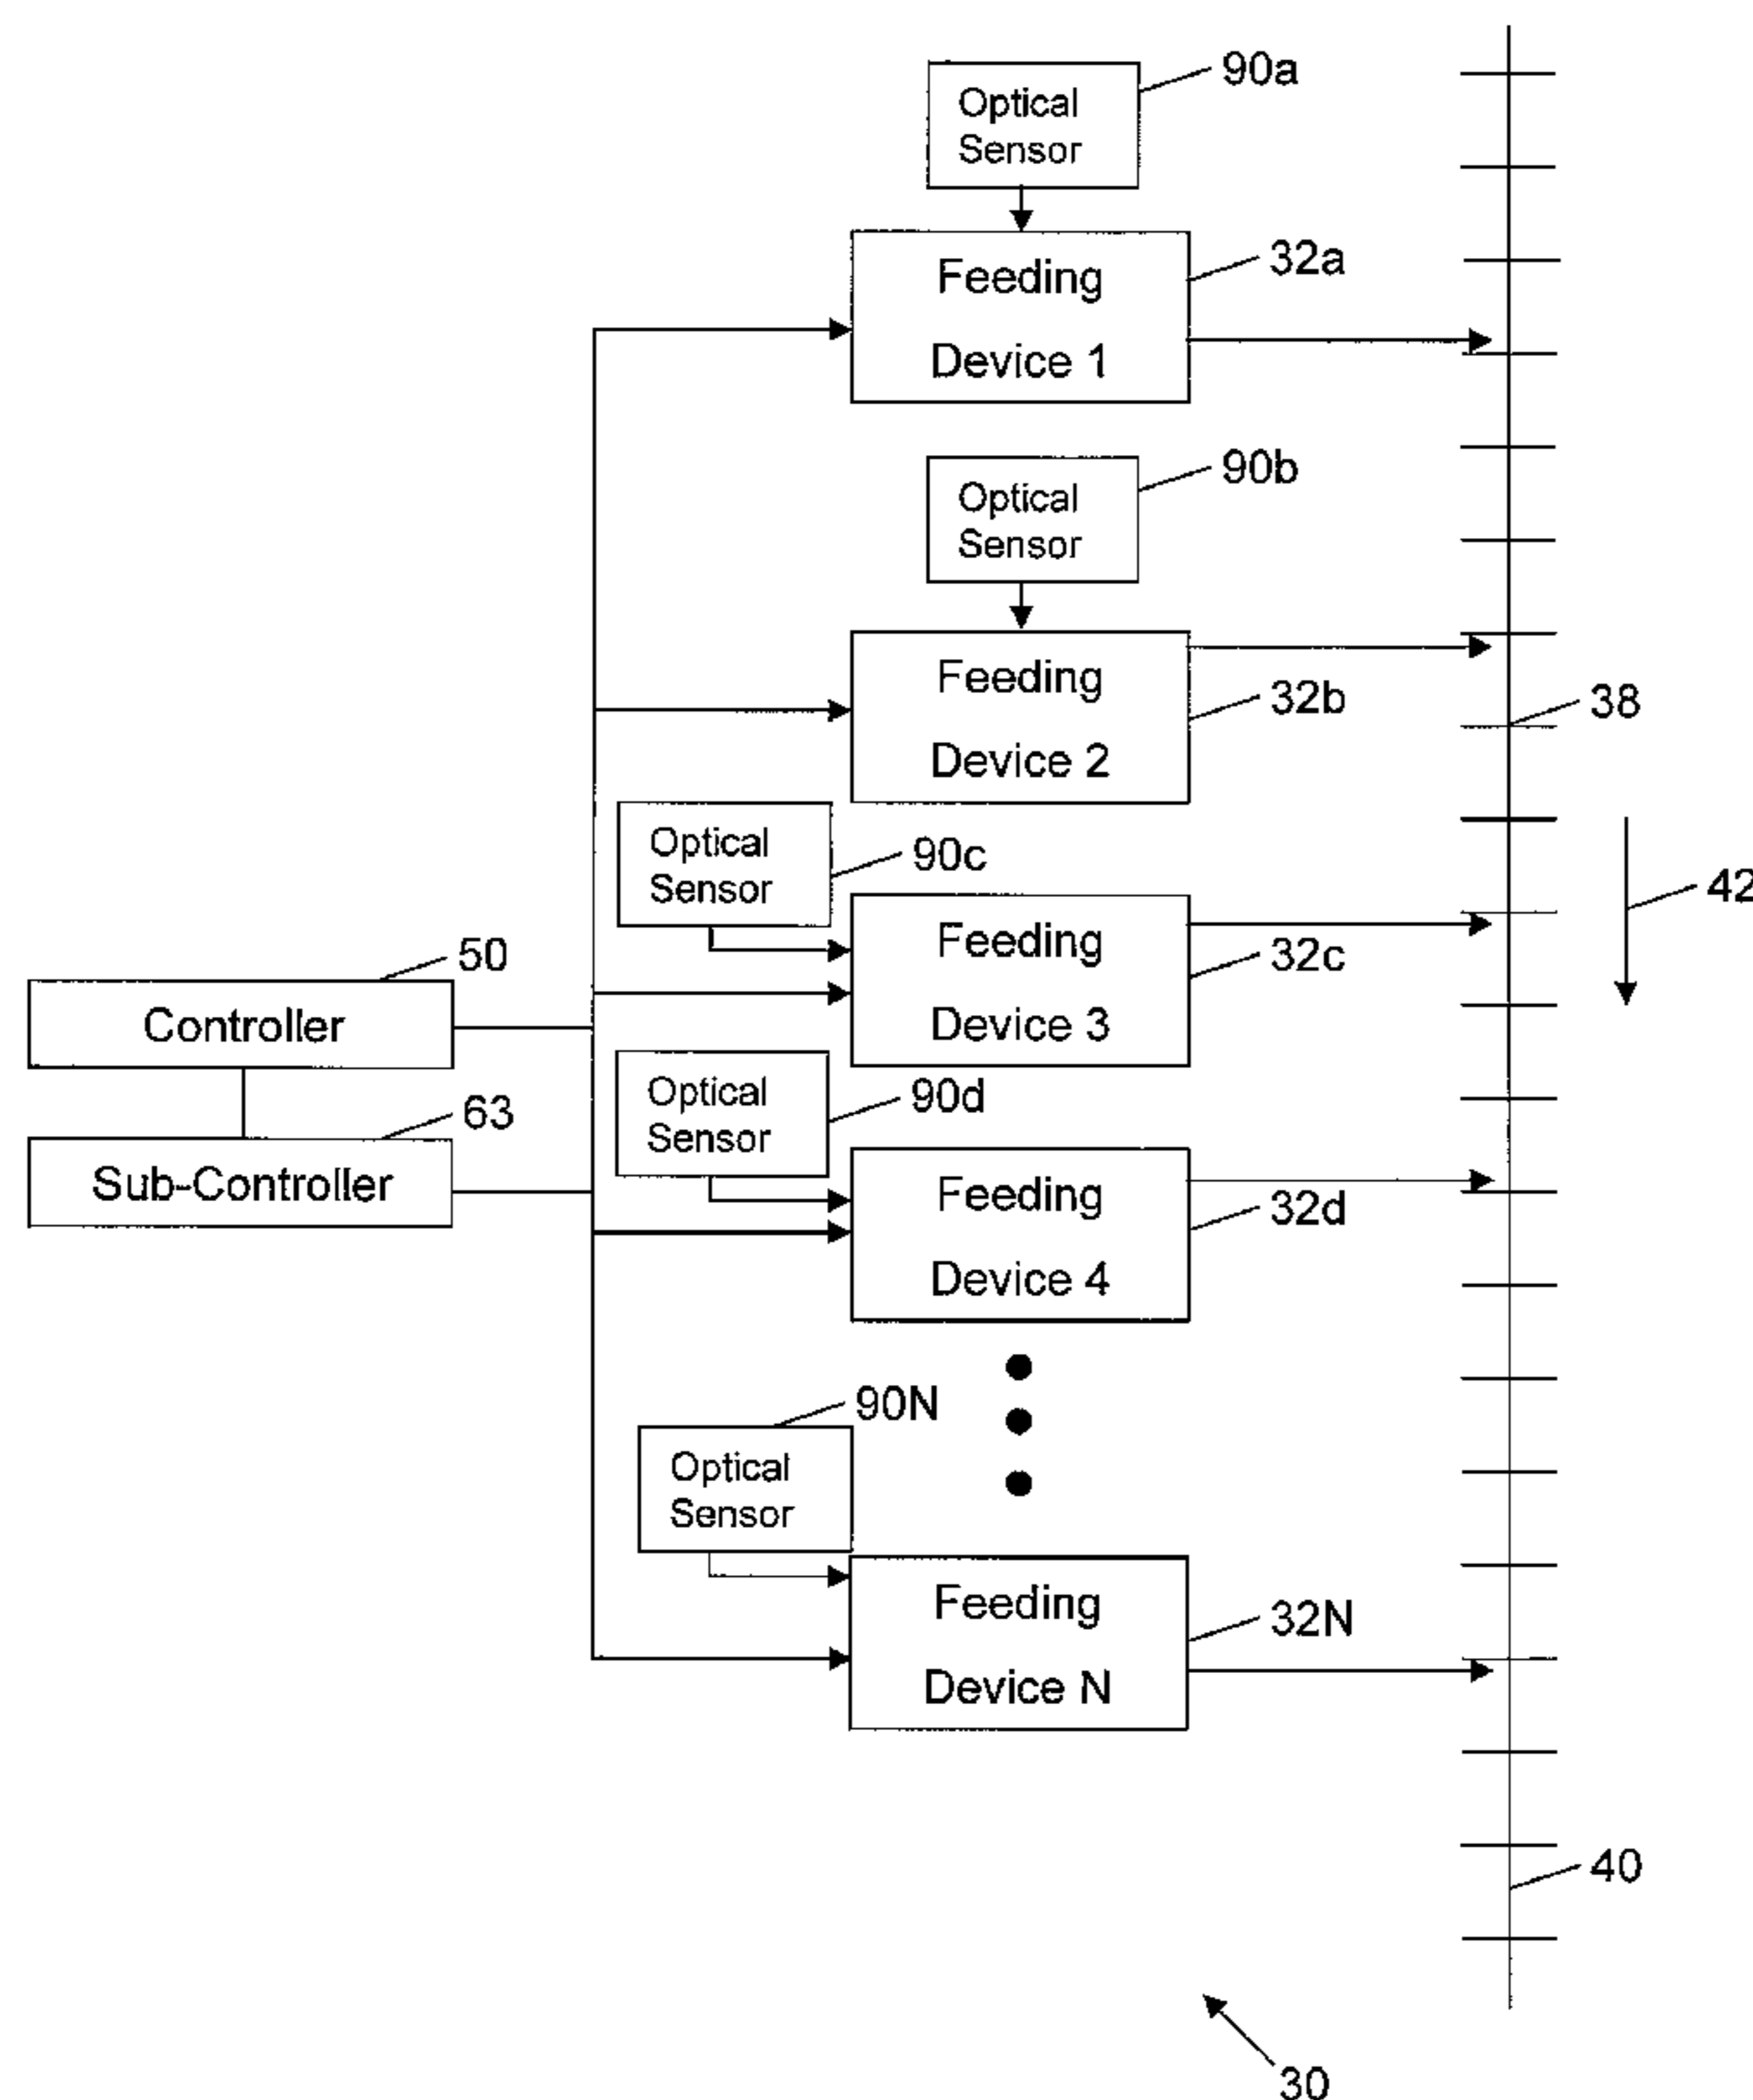 90a
Optical
Sensor
32a
Feeding
Device 1
90b
Optical
Sensor
Feeding
32b
38
Device 2
Optical
90c
Sensor
42
Feeding
32c
50
Controller
Device 3
Optical
90d
63
Sensor
Sub-Controller
Feeding
32d
Device 4
90N
Optical
Sensor
Feeding
32N
Device N
40
30